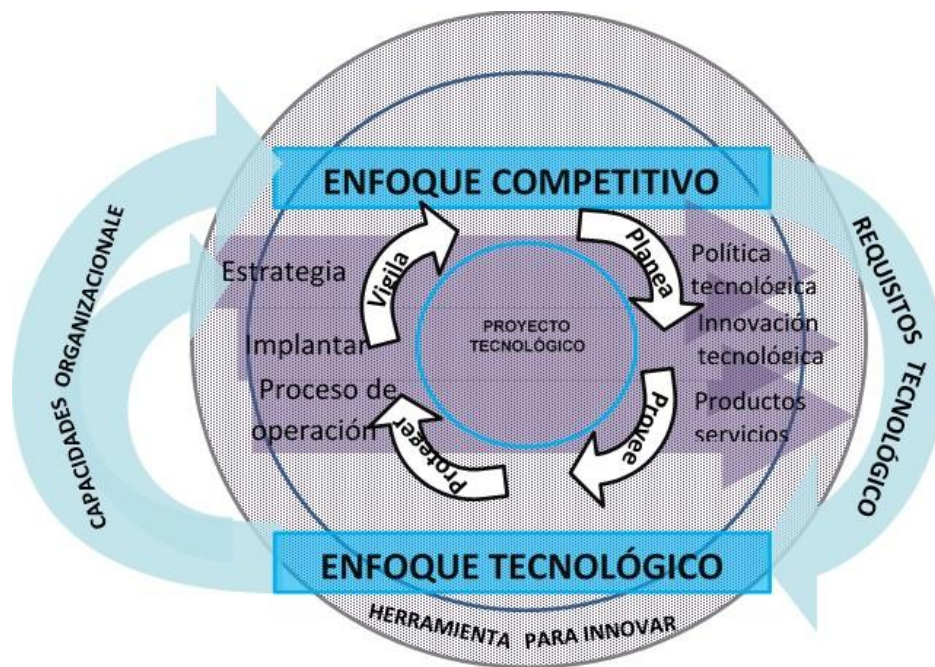 ENFOQUE COMPETITIVO
CAPACIDADES ORGANIZACIONALE
REQUISITOS TECNOLÓGICO
Vigila
Planea
Provee
Proteger
Estrategia
Implantar
Proceso de
operación
PROYECTO
TECNOLÓGICO
Política
tecnológica
Innovación
tecnológica
Productos
servicios
ENFOQUE TECNOLÓGICO
HERRAMIENTA PARA INNOVAR